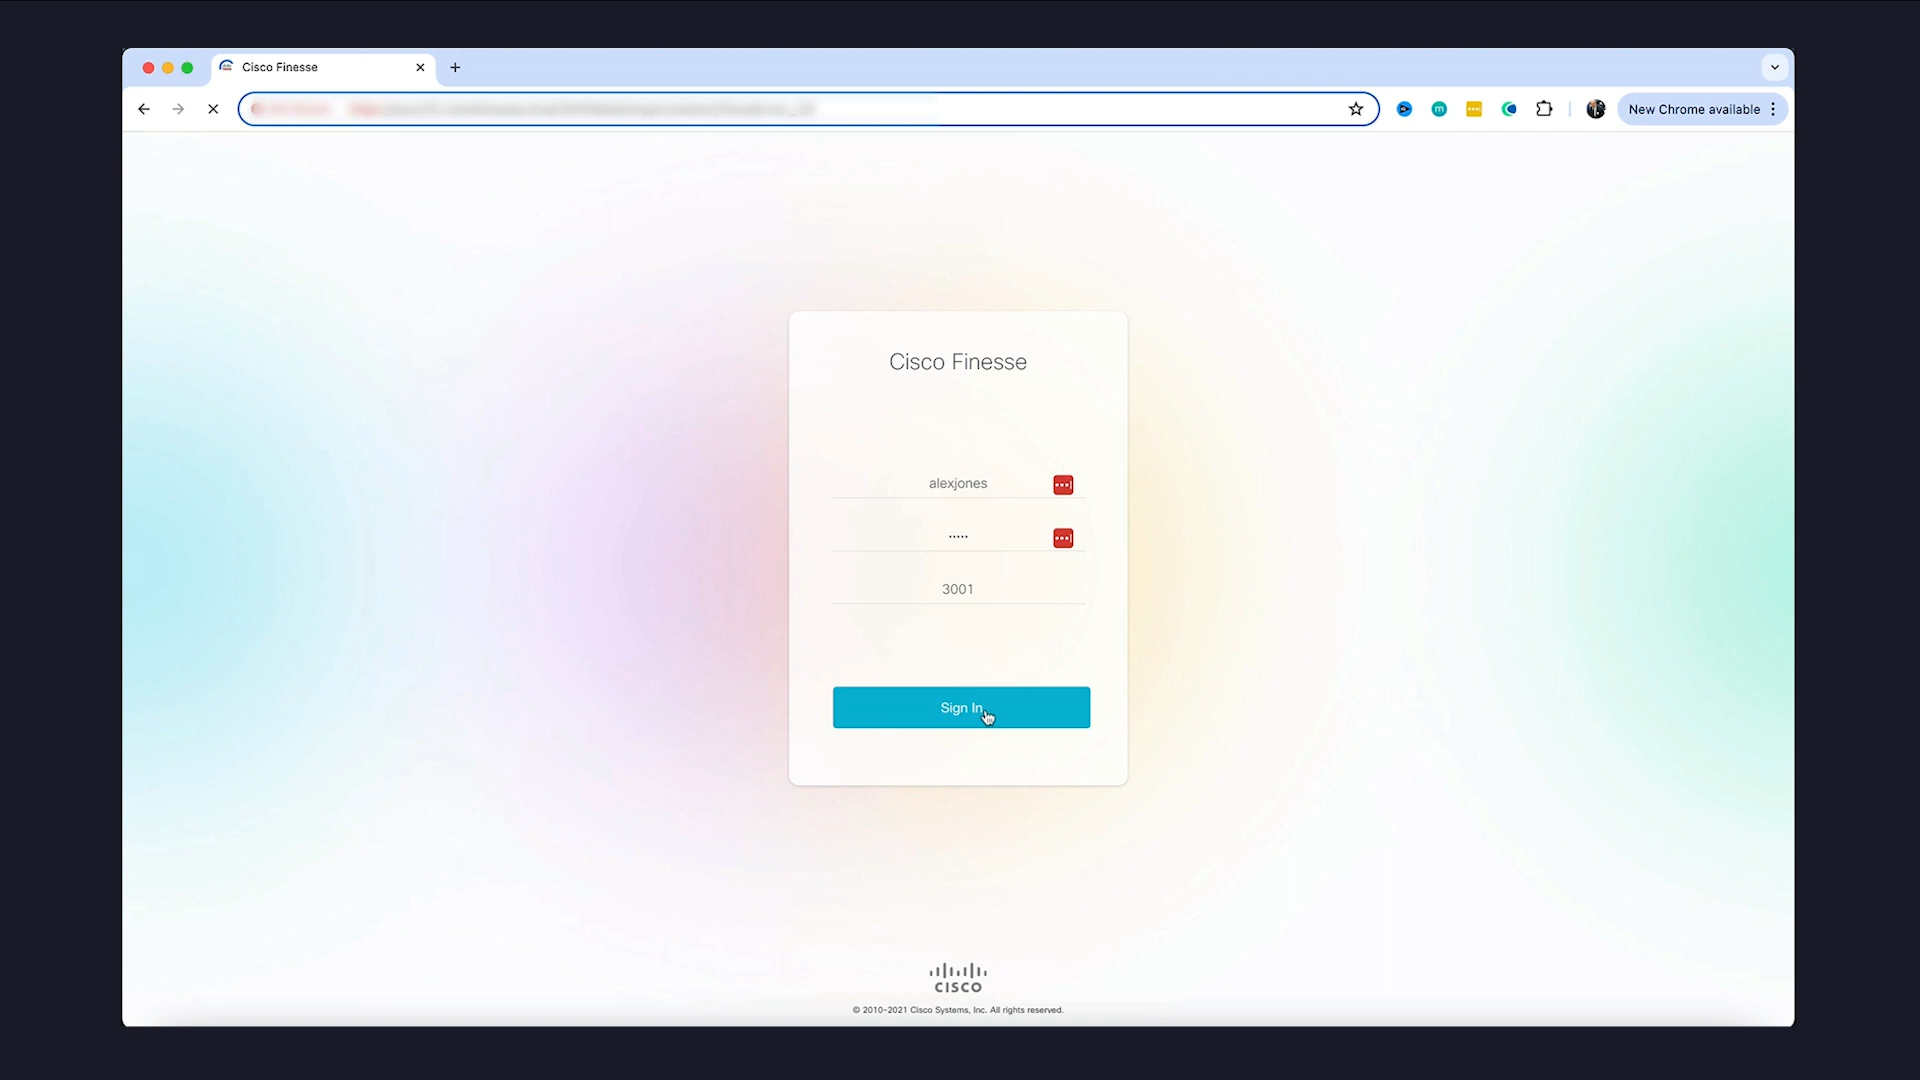 Cisco Finesse
New Chrome available
Cisco Finesse
alexjones
•••••
3001
Sign In
CISCO
© 2010-2021 Cisco Systems, Inc. All rights reserved.